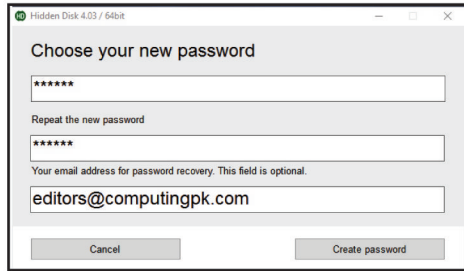 HD Hidden Disk 4.03 / 64bit
Choose your new password
******
Repeat the new password
******
Your email address for password recovery. This field is optional.
editors@computingpk.com
Cancel Create password